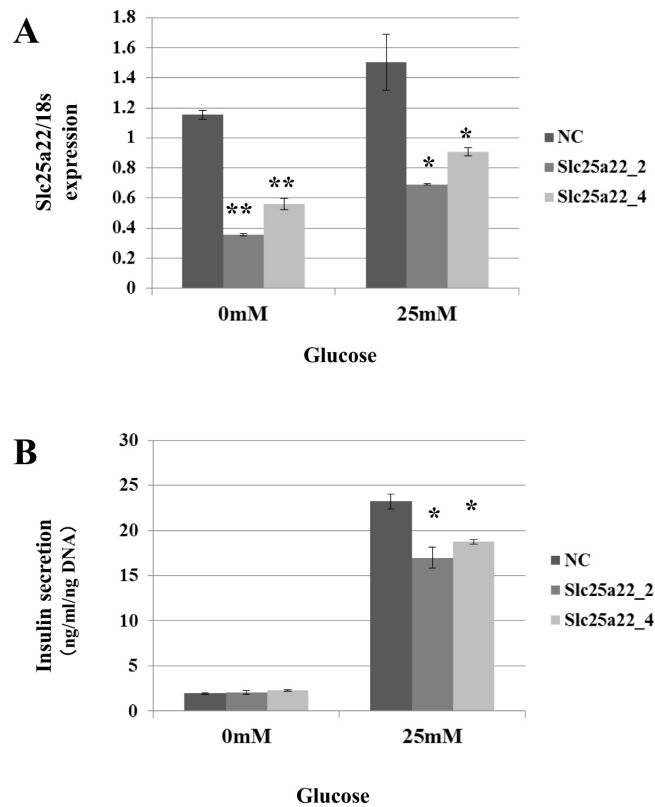 A
Slc25a22/18s
expression
1.8
1.6
1.4
1.2
1
0.8
0.6
0.4
0.2
0
**
**
*
*
0mM
25mM
Glucose
NC
Slc25a22_2
Slc25a22_4
B
Insulin secretion
(ng/ml/ng DNA)
30
25
20
15
10
5
0
*
*
0mM
25mM
Glucose
NC
Slc25a22_2
Slc25a22_4